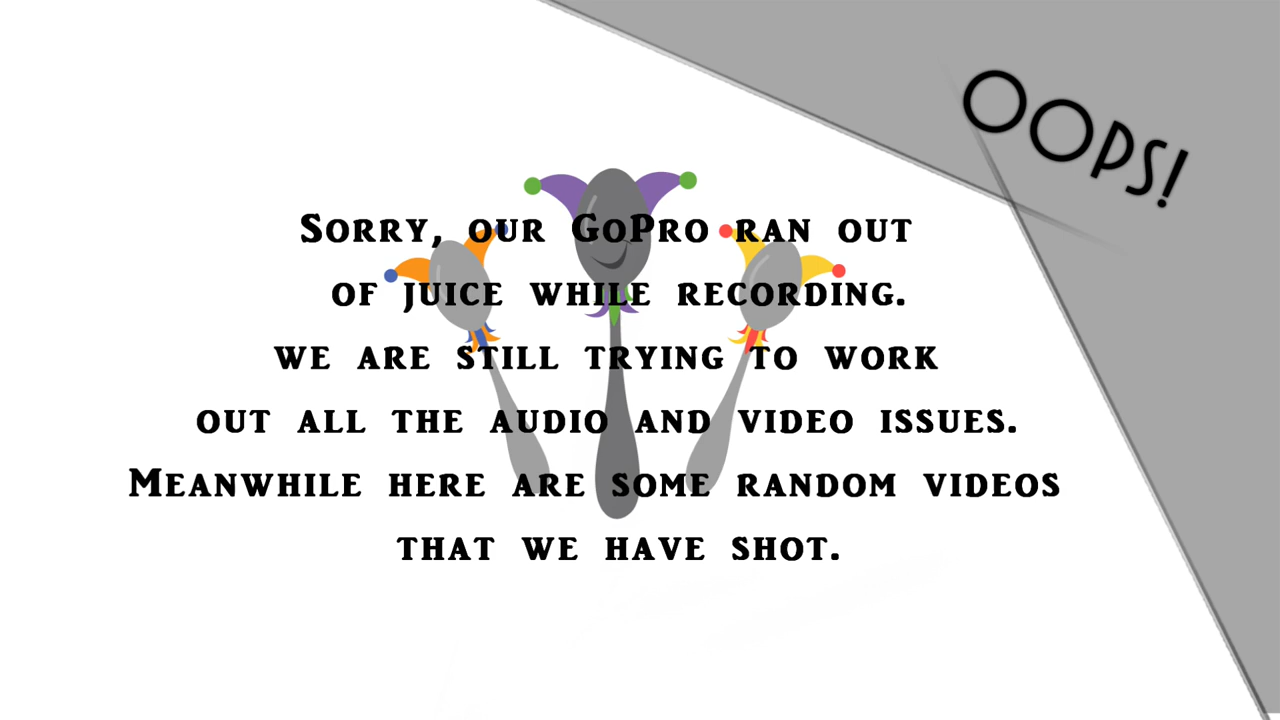 OOPS!
Sorry, our GoPro ran out
of juice while recording.
we are still trying to work
out all the audio and video issues.
Meanwhile here are some random videos
that we have shot.